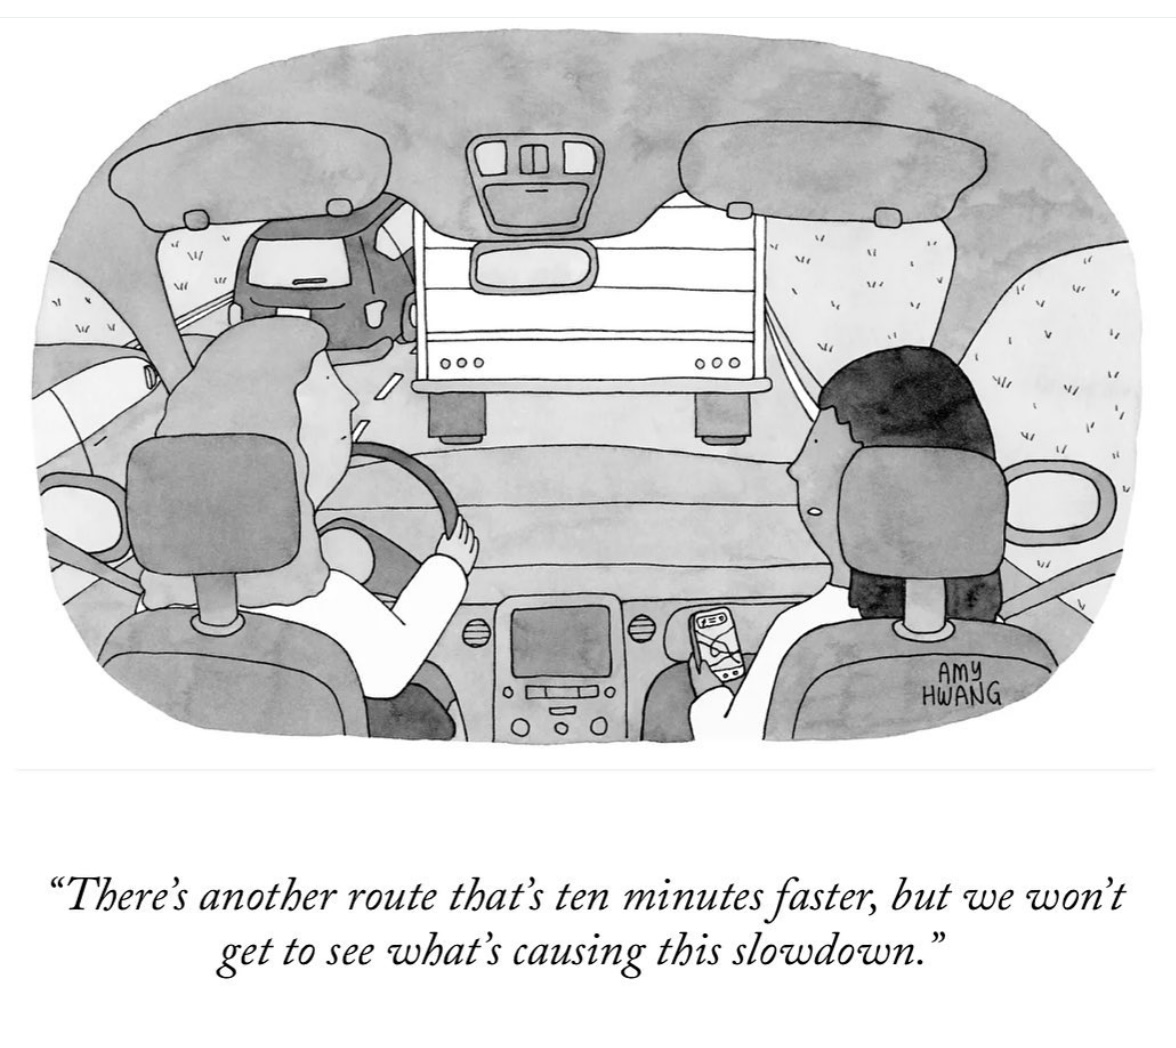 AMY
HWANG
“There’s another route that’s ten minutes faster, but we won’t
get to see what’s causing this slowdown.”